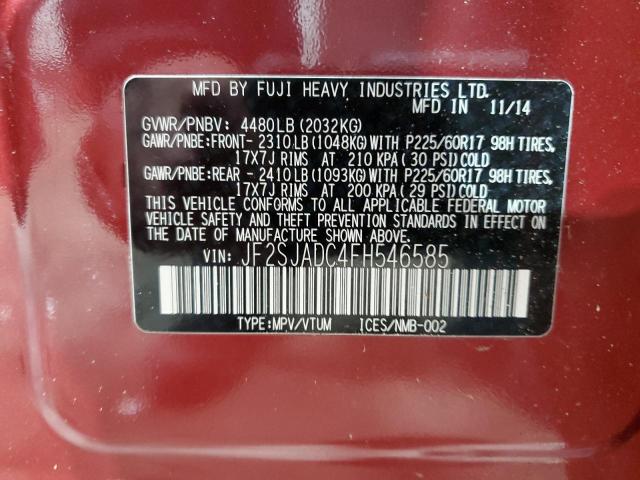 MFD BY FUJI HEAVY INDUSTRIES LTD.
MFD. IN 11/14
GVWR/PNBV: 4480LB (2032KG)
GAWR/PNBE:FRONT- 2310LB (1048KG) WITH P225/60R17 98H TIRES,
17X7J RIMS AT 210 KPA ( 30 PSI) COLD
GAWR/PNBE:REAR - 2410LB (1093KG) WITH P225/60R17 98H TIRES,
17X7J RIMS AT 200 KPA ( 29 PSI) COLD
THIS VEHICLE CONFORMS TO ALL APPLICABLE FEDERAL MOTOR
VEHICLE SAFETY AND THEFT PREVENTION STANDARDS IN EFFECT ON
THE DATE OF MANUFACTURE SHOWN ABOVE.
VIN: JF2SJADC4FH546585
TYPE:MPV/VTUM ICES/NMB-002